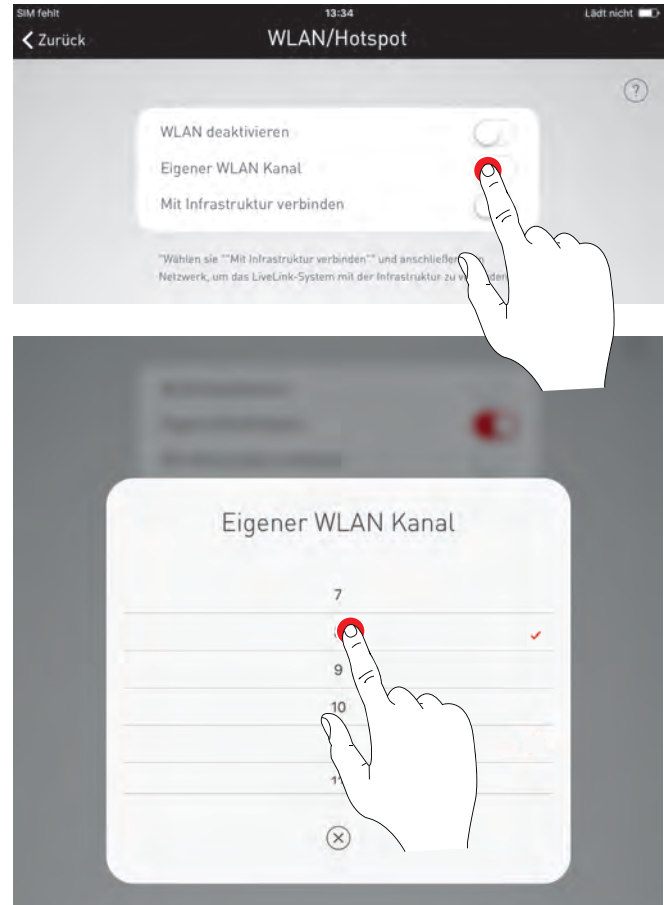 SIM fehlt 13:34 Lädt nicht
Zurück WLAN/Hotspot
?
WLAN deaktivieren
Eigener WLAN Kanal
Mit Infrastruktur verbinden
"Wählen sie ""Mit Infrastruktur verbinden"" und
Netzwerk, um das LiveLink-System mit der Infrastruktur zu
Eigener WLAN Kanal
7
9
10